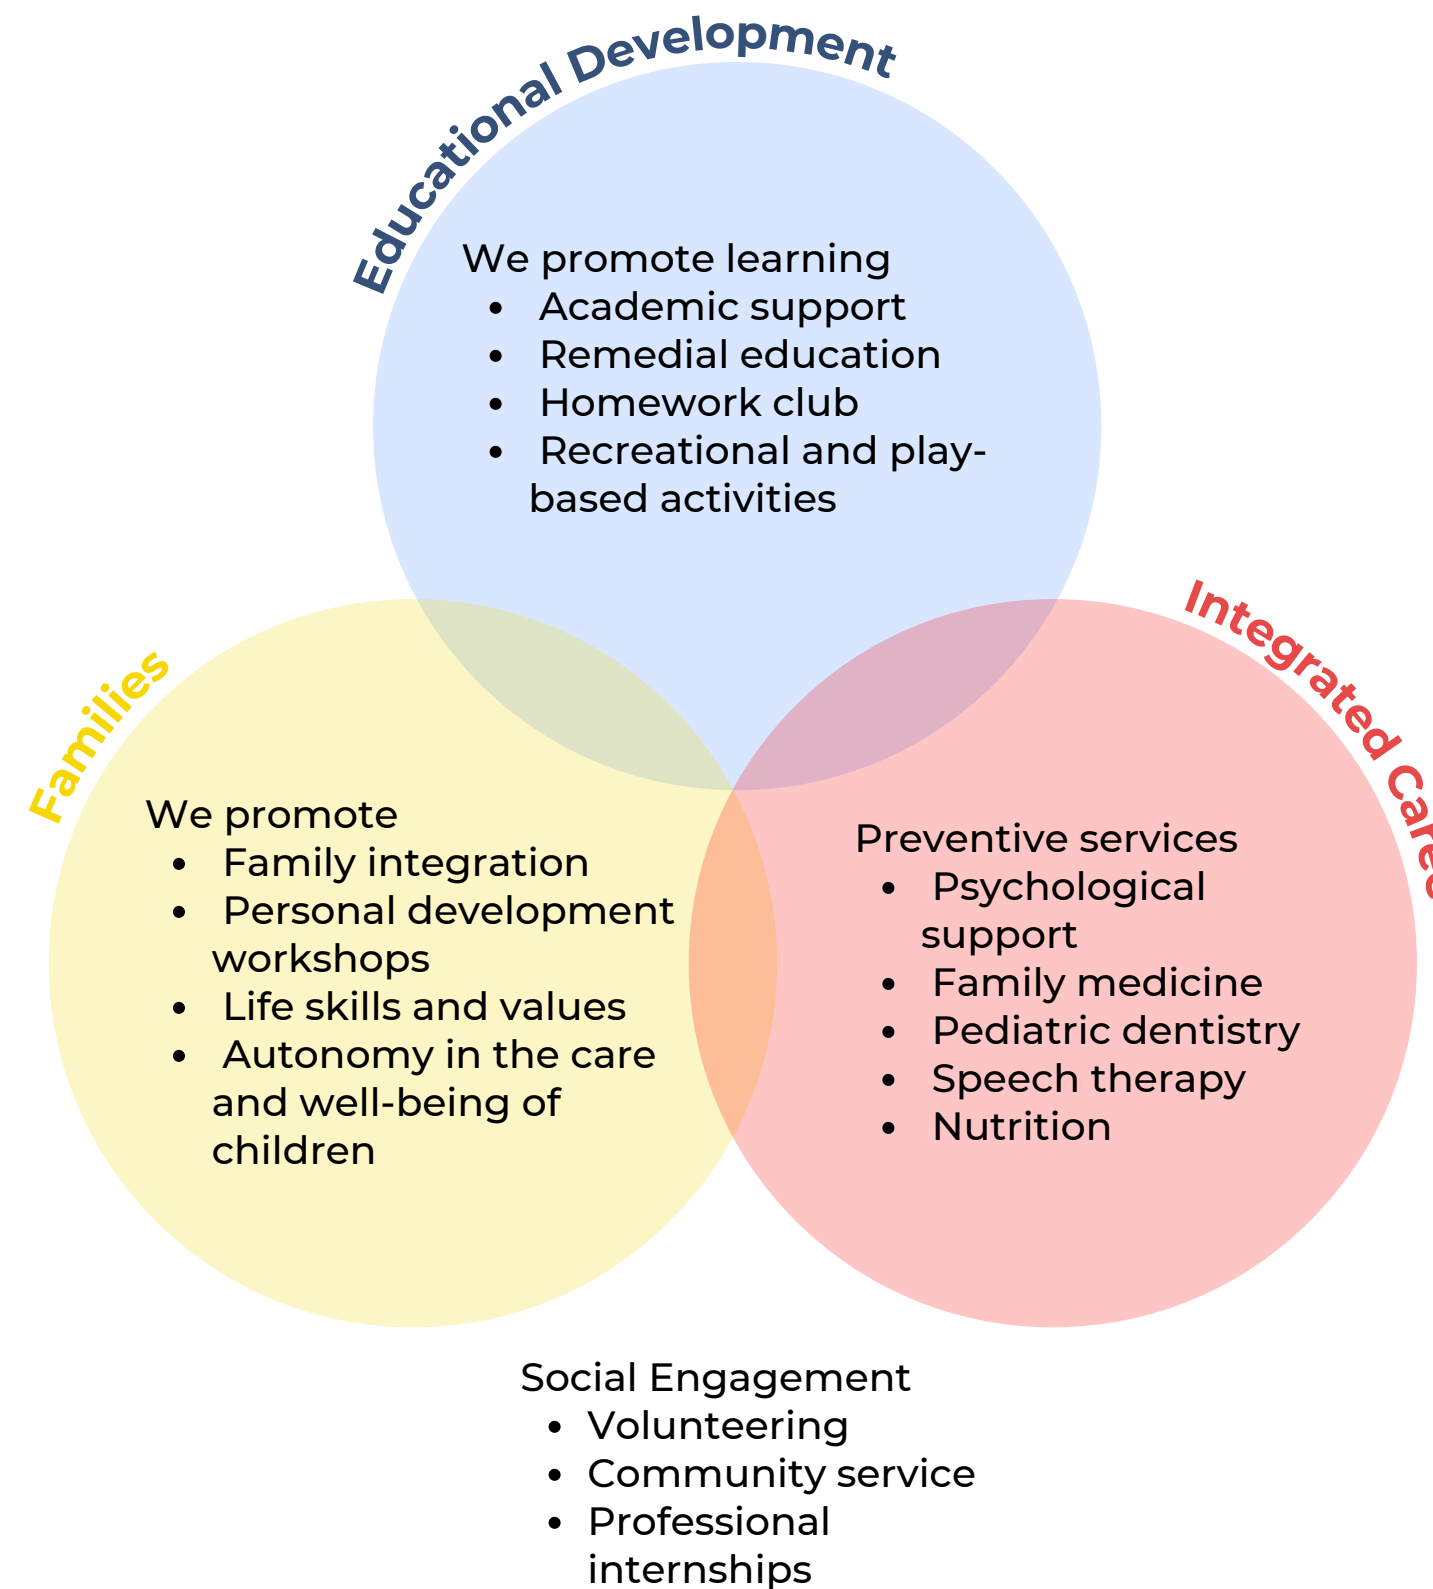 Educational Development
We promote learning
• Academic support
• Remedial education
• Homework club
• Recreational and play-
based activities
Families
We promote
• Family integration
• Personal development
workshops
• Life skills and values
• Autonomy in the care
and well-being of
children
Integrated Care
Preventive services
• Psychological
support
• Family medicine
• Pediatric dentistry
• Speech therapy
• Nutrition
Social Engagement
• Volunteering
• Community service
• Professional
internships